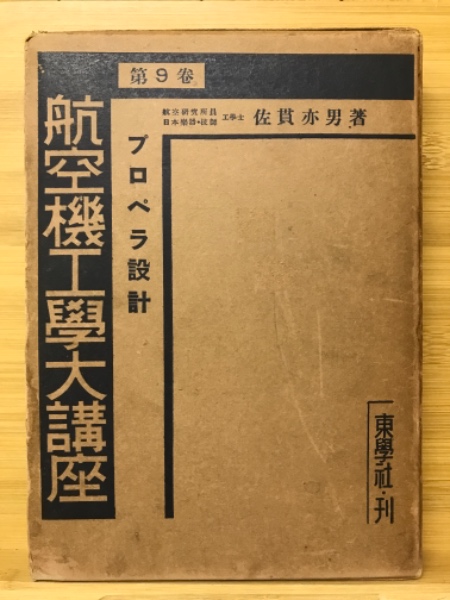 第9卷
航空機工學大講座
プロペラ設計
航空研究所員
日本樂器・技師
工學士 佐貫亦男著
東學社・刊